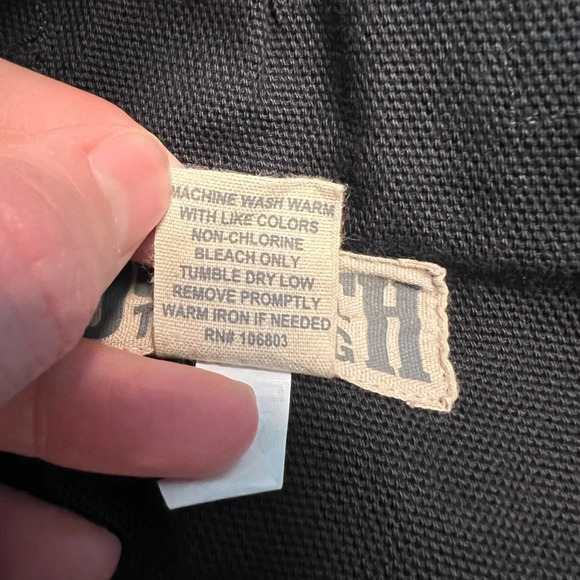 MACHINE WASH WARM
WITH LIKE COLORS
NON-CHLORINE
BLEACH ONLY
TUMBLE DRY LOW
REMOVE PROMPTLY
WARM IRON IF NEEDED
RN# 106803